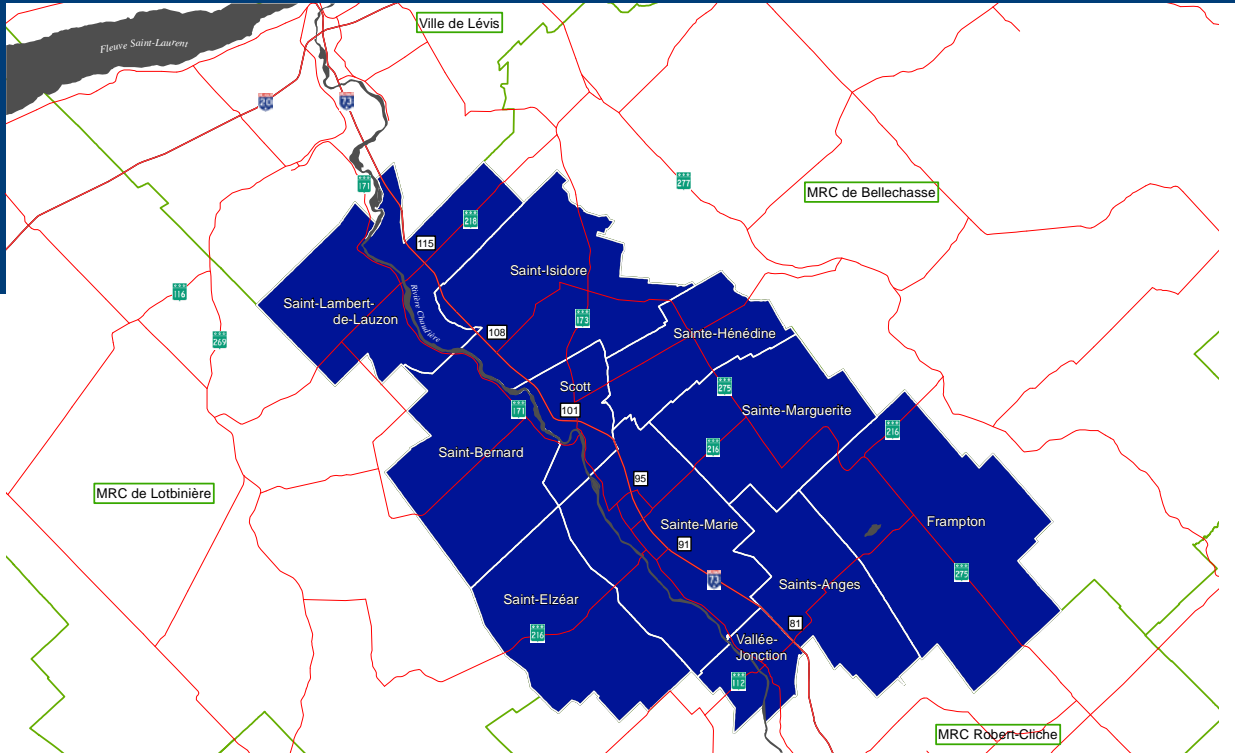 Ville de Lévis
Fleuve Saint-Laurent
20
73
171
277
MRC de Bellechasse
218
115
Saint-Isidore
116
Saint-Lambert-
de-Lauzon
Rivière Chaudière
173
108
269
Sainte-Hénédine
Scott
275
101
171
Sainte-Marguerite
216
216
Saint-Bernard
95
MRC de Lotbinière
Sainte-Marie
Frampton
91
275
73
Saints-Anges
Saint-Elzéar
81
216
Vallée-
Jonction
112
MRC Robert-Cliche